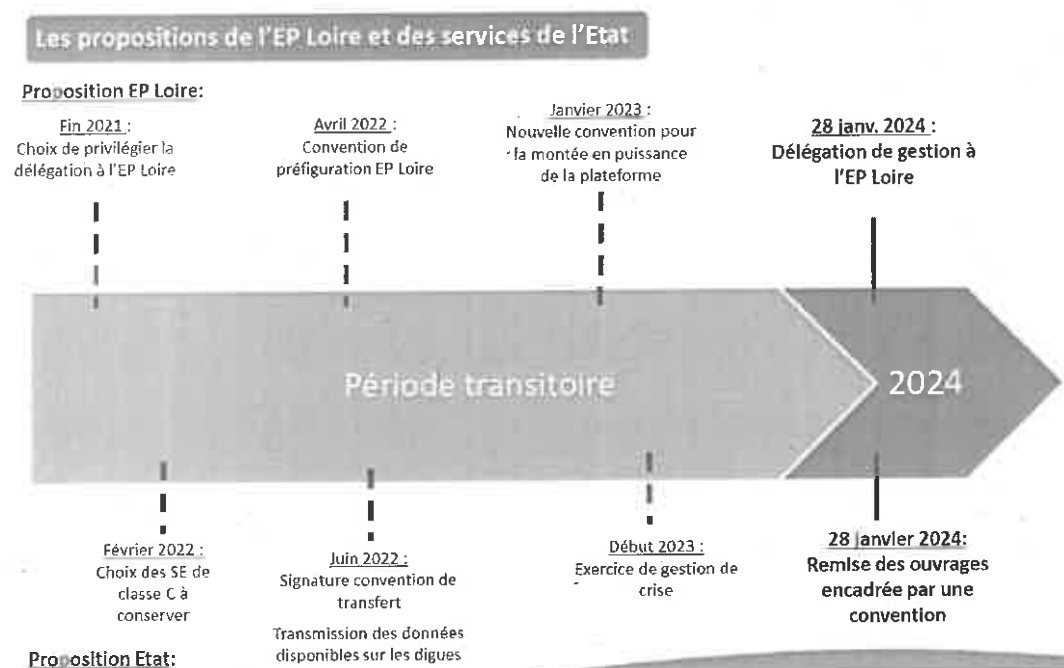 Les propositions de l'EP Loire et des services de l'Etat
Proposition EP Loire:
Fin 2021 :
Choix de privilégier la
délégation à l'EP Loire
Avril 2022 :
Convention de
préfiguration EP Loire
Janvier 2023 :
Nouvelle convention pour
la montée en puissance
de la plateforme
28 janv. 2024 :
Délégation de gestion à
l'EP Loire
Période transitoire
2024
Février 2022 :
Choix des SE de
classe C à
conserver
Juin 2022 :
Signature convention de
transfert
Transmission des données
disponibles sur les digues
Début 2023 :
Exercice de gestion de
crise
28 janvier 2024:
Remise des ouvrages
encadrée par une
convention
Proposition Etat: